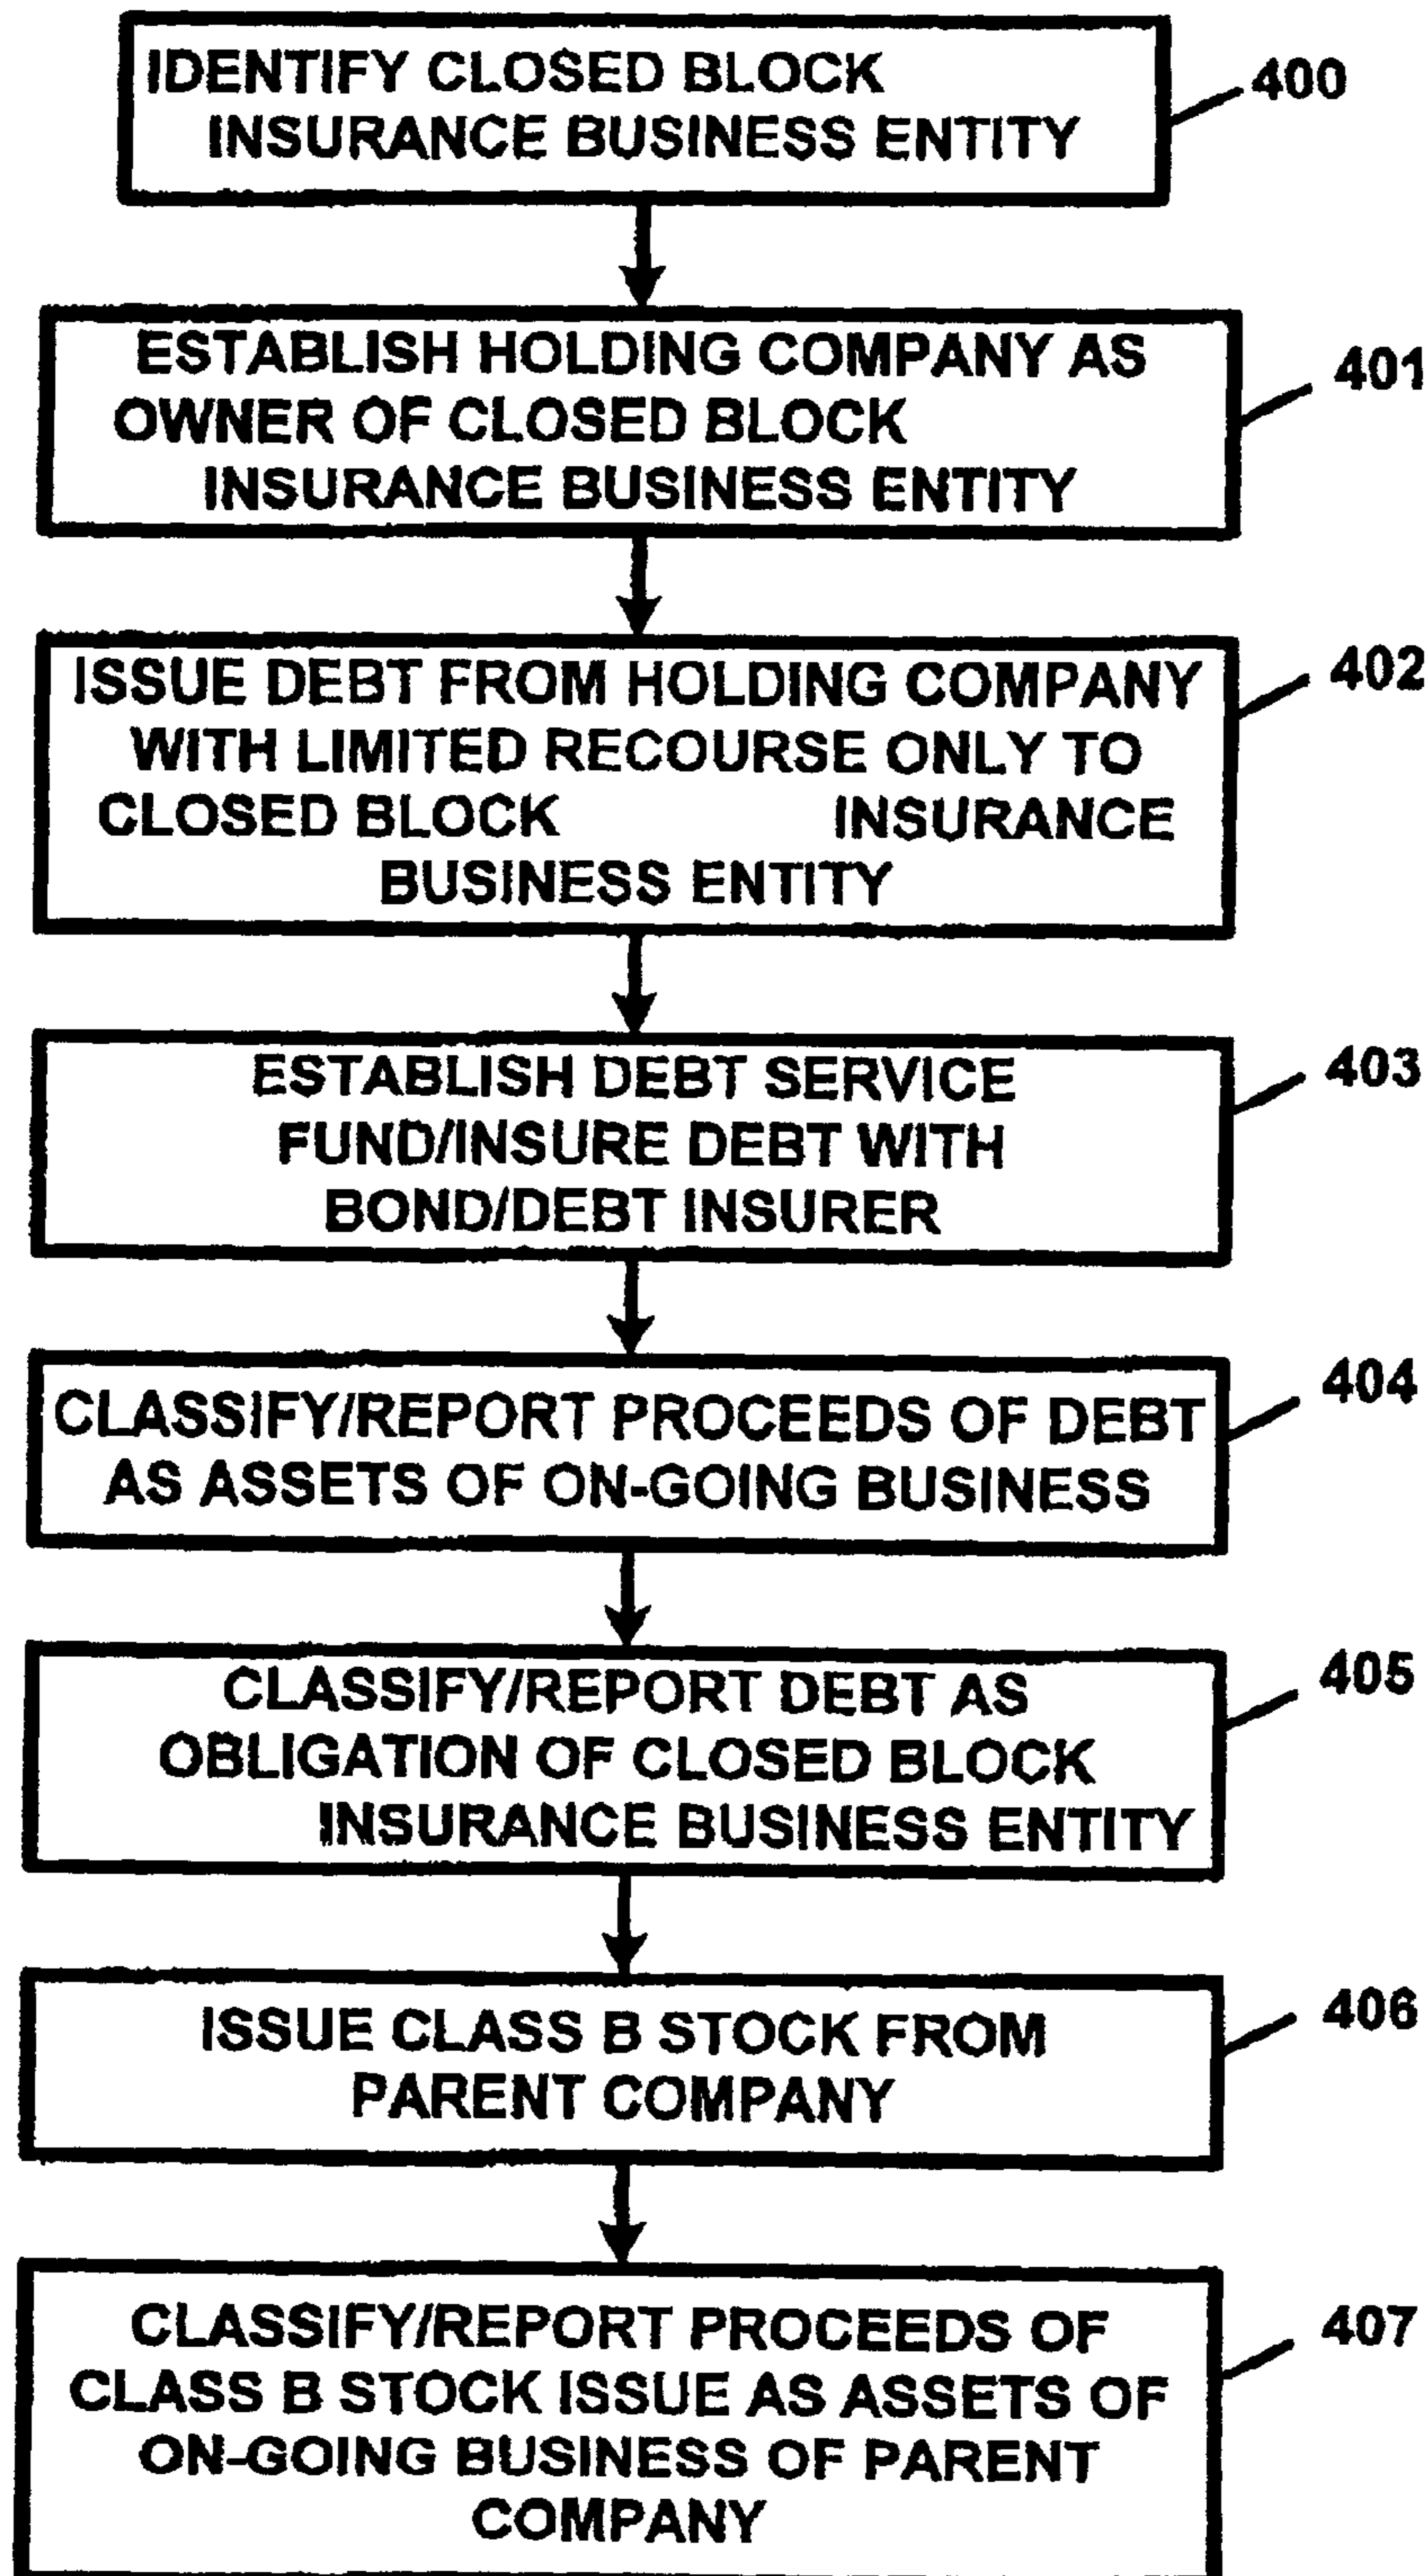 IDENTIFY CLOSED BLOCK
INSURANCE BUSINESS ENTITY
400
ESTABLISH HOLDING COMPANY AS
OWNER OF CLOSED BLOCK
INSURANCE BUSINESS ENTITY
401
ISSUE DEBT FROM HOLDING COMPANY
WITH LIMITED RECOURSE ONLY TO
CLOSED BLOCK INSURANCE
BUSINESS ENTITY
402
ESTABLISH DEBT SERVICE
FUND/INSURE DEBT WITH
BOND/DEBT INSURER
403
CLASSIFY/REPORT PROCEEDS OF DEBT
AS ASSETS OF ON-GOING BUSINESS
404
CLASSIFY/REPORT DEBT AS
OBLIGATION OF CLOSED BLOCK
INSURANCE BUSINESS ENTITY
405
ISSUE CLASS B STOCK FROM
PARENT COMPANY
406
CLASSIFY/REPORT PROCEEDS OF
CLASS B STOCK ISSUE AS ASSETS OF
ON-GOING BUSINESS OF PARENT
COMPANY
407